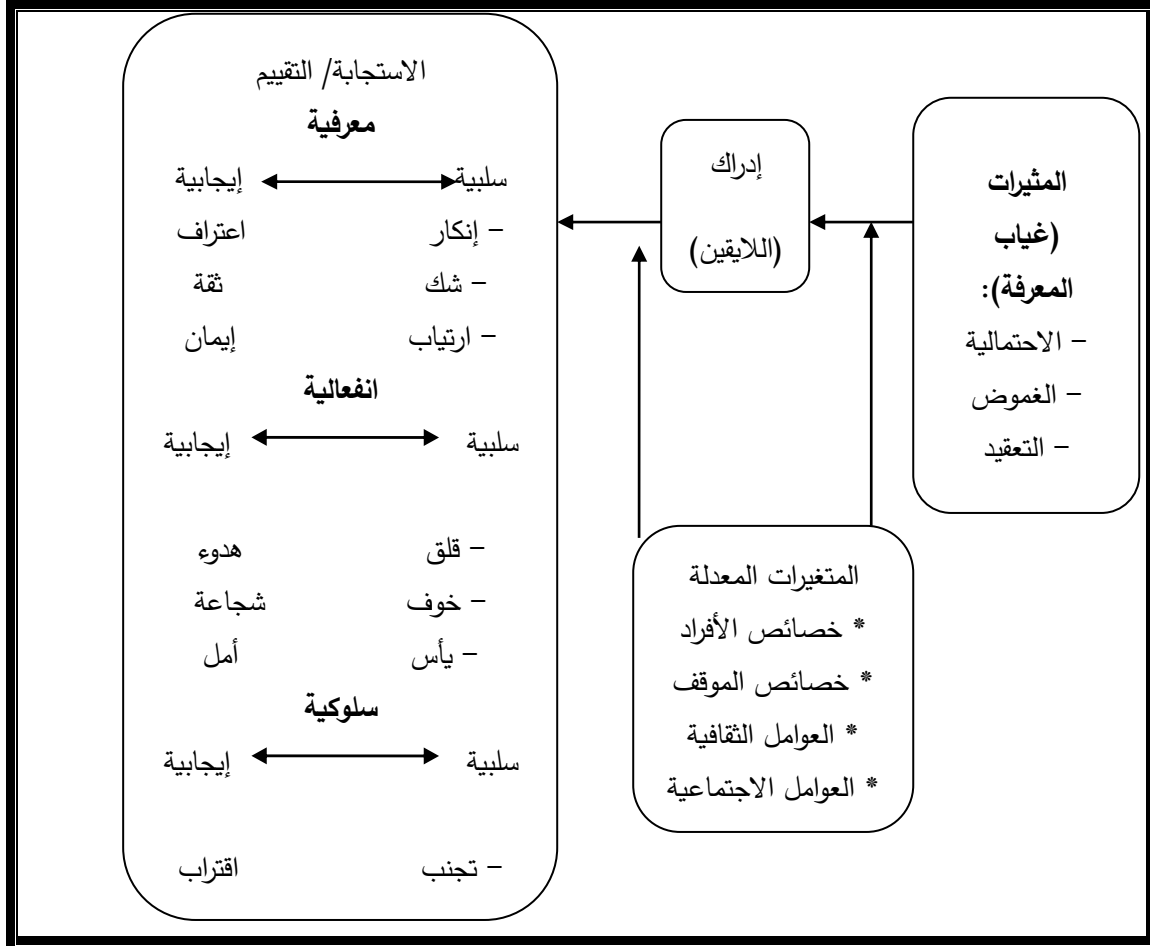 المثيرات
(غياب
المعرفة):
– الاحتمالية
– الغموض
– التعقيد
إدراك
(اللايقين)
المتغيرات المعدلة
* خصائص الأفراد
* خصائص الموقف
* العوامل الثقافية
* العوامل الاجتماعية
الاستجابة/ التقييم
معرفية
سلبية إيجابية
– إنكار اعتراف
– شك ثقة
– ارتياب إيمان
انفعالية
سلبية إيجابية
– قلق هدوء
– خوف شجاعة
– يأس أمل
سلوكية
سلبية إيجابية
– تجنب اقتراب